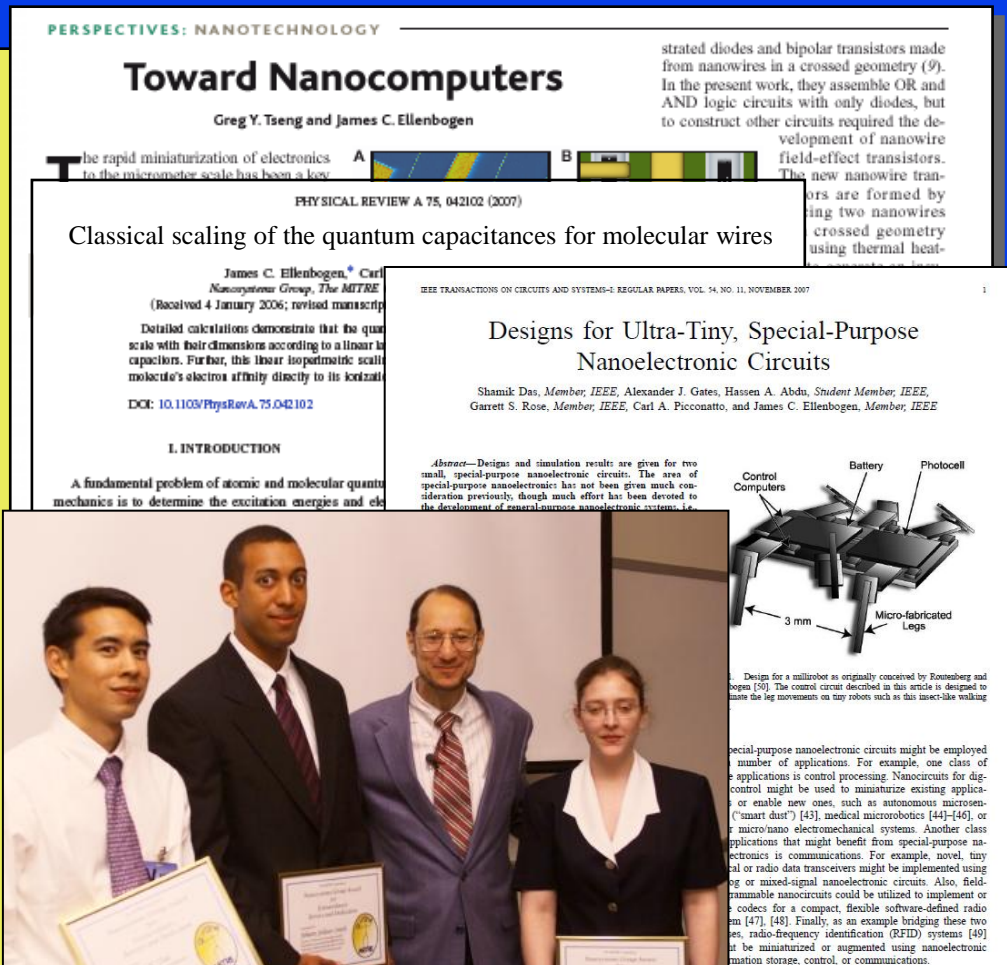 PERSPECTIVES: NANOTECHNOLOGY
Toward Nanocomputers
Greg Y. Tseng and James C. Ellenbogen
The rapid miniaturization of electronics
to the micrometer scale has been a key
A
B
strated diodes and bipolar transistors made
from nanowires in a crossed geometry (9).
In the present work, they assemble OR and
AND logic circuits with only diodes, but
to construct other circuits required the de-
velopment of nanowire
field-effect transistors.
The new nanowire tran-
ors are formed by
cing two nanowires
crossed geometry
using thermal heat-
PHYSICAL REVIEW A 75, 042102 (2007)
Classical scaling of the quantum capacitances for molecular wires
James C. Ellenbogen,* Carl
Nanosystems Group, The MITRE
(Received 4 January 2006; revised manuscrip
Detailed calculations demonstrate that the quan
scale with their dimensions according to a linear la
capacitors. Further, this linear isoperimetric scali
molecule's electron affinity directly to its ionizati
DOI: 10.1103/PhysRevA.75.042102
I. INTRODUCTION
A fundamental problem of atomic and molecular quantu
mechanics is to determine the excitation energies and ele
IEEE TRANSACTIONS ON CIRCUITS AND SYSTEMS–I: REGULAR PAPERS, VOL. 54, NO. 11, NOVEMBER 2007
1
Designs for Ultra-Tiny, Special-Purpose
Nanoelectronic Circuits
Shamik Das, Member, IEEE, Alexander J. Gates, Hassen A. Abdu, Student Member, IEEE,
Garrett S. Rose, Member, IEEE, Carl A. Picconatto, and James C. Ellenbogen, Member, IEEE
Abstract—Designs and simulation results are given for two
small, special-purpose nanoelectronic circuits. The area of
special-purpose nanoelectronics has not been given much con-
sideration previously, though much effort has been devoted to
the development of general-purpose nanoelectronic systems, i.e.,
Control
Computers
Battery
Photocell
3 mm
Micro-fabricated
Legs
1. Design for a millirobot as originally conceived by Routenberg and
bogen [50]. The control circuit described in this article is designed to
inate the leg movements on tiny robots such as this insect-like walking
pecial-purpose nanoelectronic circuits might be employed
number of applications. For example, one class of
e applications is control processing. Nanocircuits for dig-
control might be used to miniaturize existing applica-
s or enable new ones, such as autonomous microsen-
("smart dust") [43], medical microrobotics [44]–[46], or
r micro/nano electromechanical systems. Another class
pplications that might benefit from special-purpose na-
ectronics is communications. For example, novel, tiny
cal or radio data transceivers might be implemented using
og or mixed-signal nanoelectronic circuits. Also, field-
rammable nanocircuits could be utilized to implement or
e codecs for a compact, flexible software-defined radio
em [47], [48]. Finally, as an example bridging these two
ses, radio-frequency identification (RFID) systems [49]
ht be miniaturized or augmented using nanoelectronic
rmation storage, control, or communications.